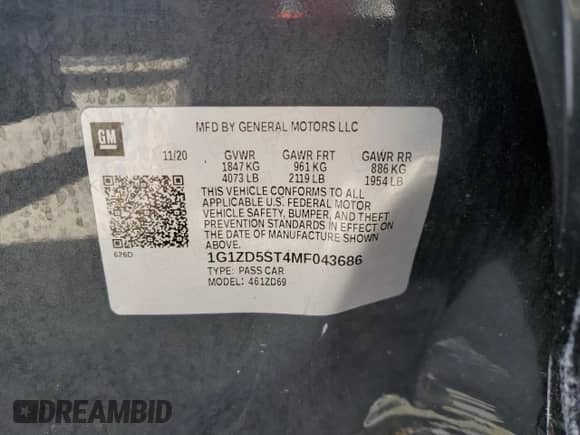 GM
MFD BY GENERAL MOTORS LLC
11/20 GVWR GAWR FRT GAWR RR
1847 KG 961 KG 886 KG
4073 LB 2119 LB 1954 LB
THIS VEHICLE CONFORMS TO ALL
APPLICABLE U.S. FEDERAL MOTOR
VEHICLE SAFETY, BUMPER, AND THEFT
PREVENTION STANDARDS IN EFFECT ON
THE DATE OF MANUFACTURE SHOWN
ABOVE.
626D
1G1ZD5ST4MF043686
TYPE: PASS CAR
MODEL: 461ZD69
DREAMBID